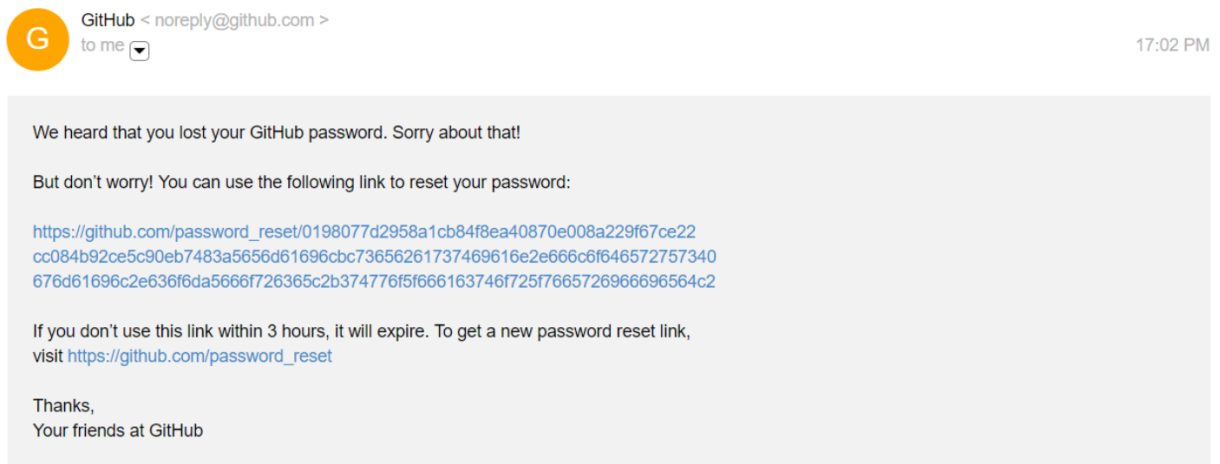 G
GitHub < noreply@github.com >
to me
17:02 PM
We heard that you lost your GitHub password. Sorry about that!
But don't worry! You can use the following link to reset your password:
https://github.com/password_reset/0198077d2958a1cb84f8ea40870e008a229f67ce22
cc084b92ce5c90eb7483a5656d61696cbc73656261737469616e2e666c6f646572757340
676d61696c2e636f6da5666f726365c2b374776f5f666163746f725f7665726966696564c2
If you don't use this link within 3 hours, it will expire. To get a new password reset link,
visit https://github.com/password_reset
Thanks,
Your friends at GitHub